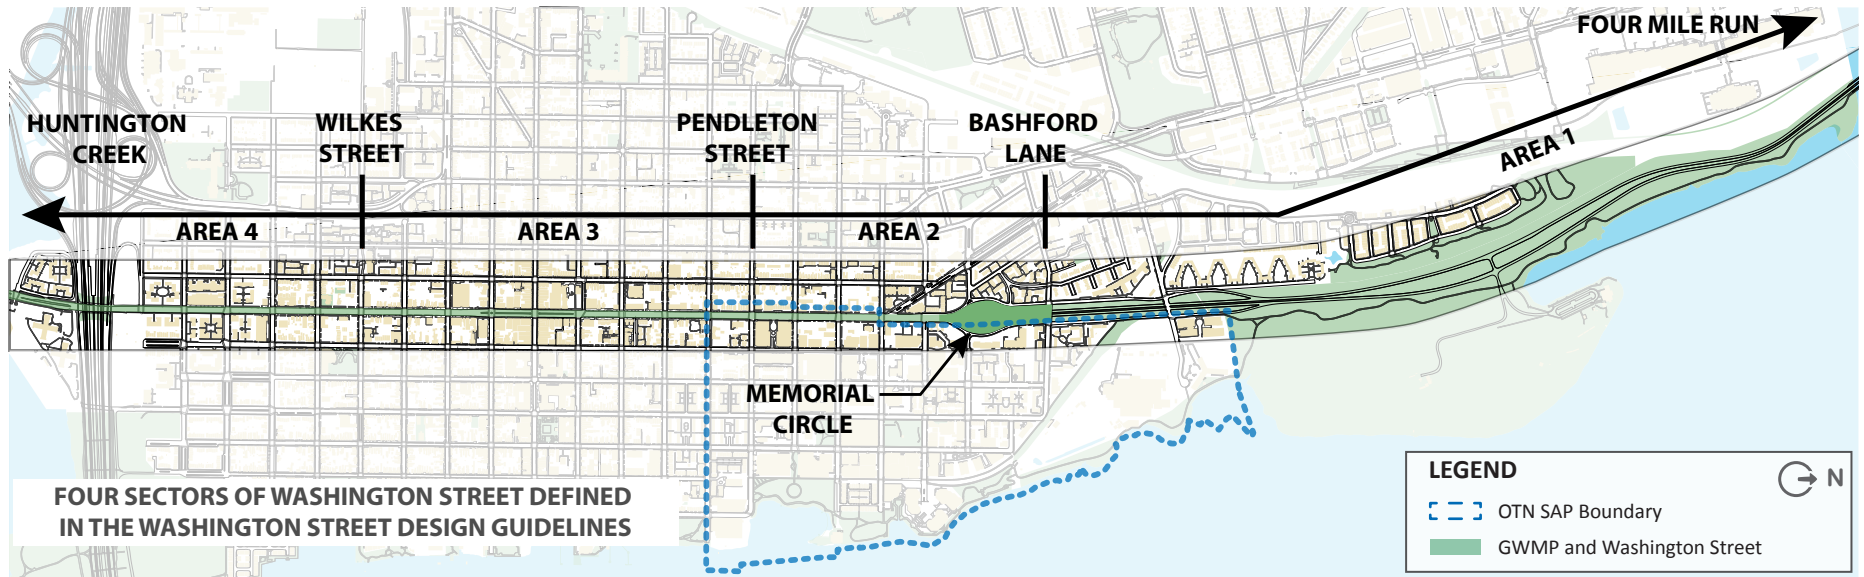 FOUR MILE RUN
HUNTINGTON
CREEK
WILKES
STREET
PENDLETON
STREET
BASHFORD
LANE
AREA 1
AREA 4
AREA 3
AREA 2
MEMORIAL
CIRCLE
FOUR SECTORS OF WASHINGTON STREET DEFINED
IN THE WASHINGTON STREET DESIGN GUIDELINES
LEGEND
N
OTN SAP Boundary
GWMP and Washington Street